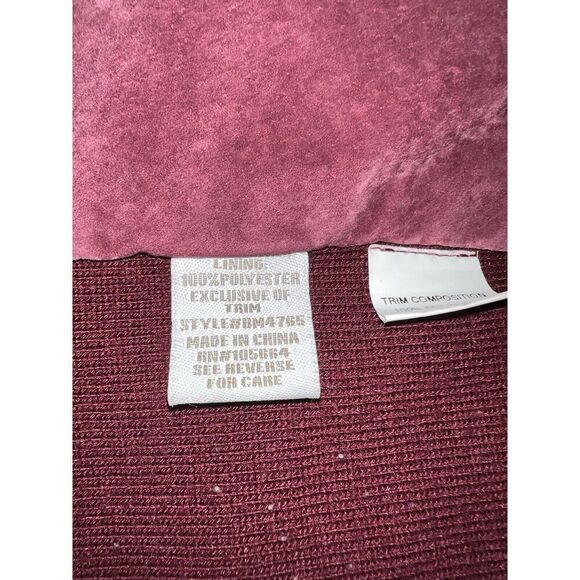 LINING:
100%POLYESTER
EXCLUSIVE OF
TRIM
STYLE#BM4765
MADE IN CHINA
RN#105664
SEE REVERSE
FOR CARE
TRIM COMPOSITION